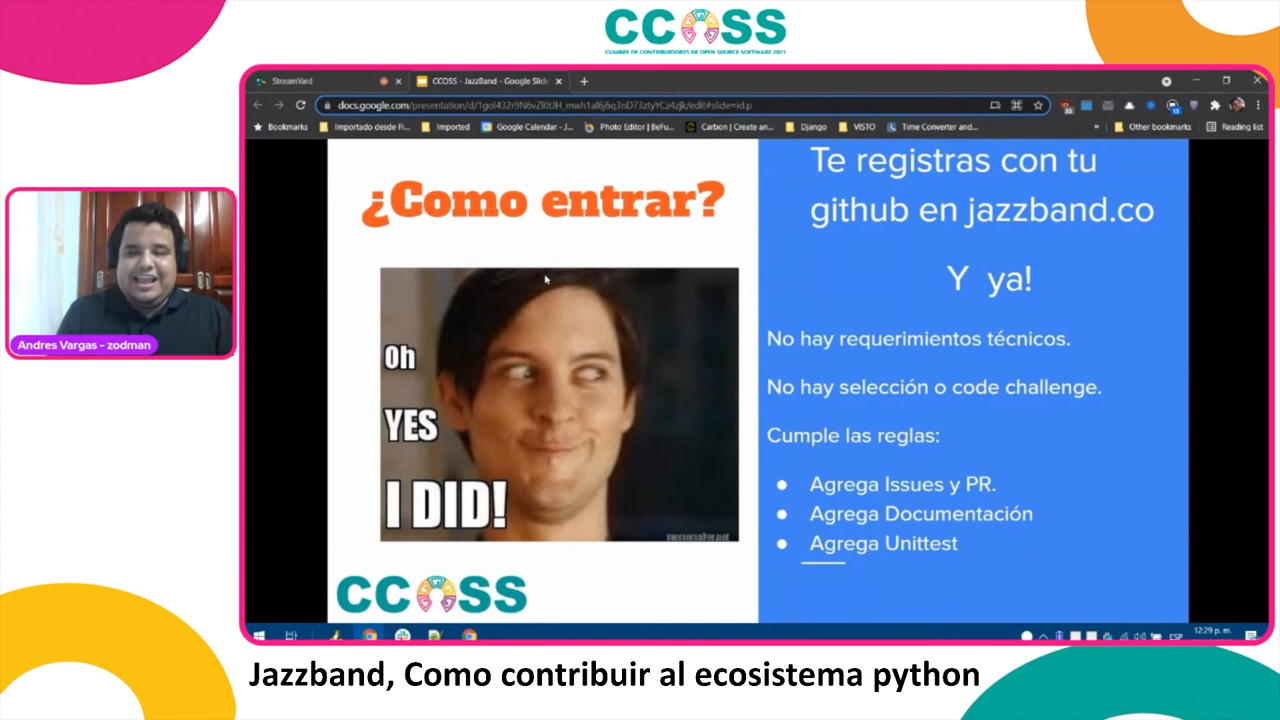 CCOSS
CUMBRE DE CONTRIBUIDORES DE OPEN SOURCE SOFTWARE 2021
StreamYard
CCOSS - JazzBand - Google Slid
docs.google.com/presentation/d/
Bookmarks
Importado desde Fi...
Imported
Google Calendar - J...
Photo Editor | BeFu...
Carbon | Create an...
Django
VISTO
Time Converter and...
»
Other bookmarks
Reading list
¿Como entrar?
Te registras con tu
github en jazzband.co
Y ya!
No hay requerimientos técnicos.
No hay selección o code challenge.
Cumple las reglas:
● Agrega Issues y PR.
● Agrega Documentación
● Agrega Unittest
Oh
YES
I DID!
memomaker.net
CCOSS
Andres Vargas - zodman
ESP
12:29 p. m.
Jazzband, Como contribuir al ecosistema python